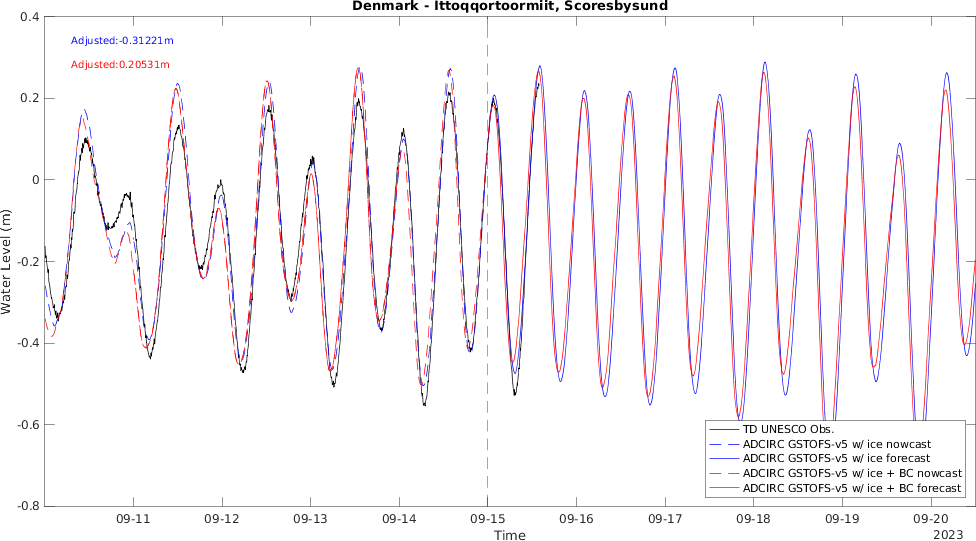 Denmark - Ittoqqortoormiit, Scoresbysund
Adjusted:-0.31221m
Adjusted:0.20531m
Water Level (m)
0.4
0.2
0
-0.2
-0.4
-0.6
-0.8
TD UNESCO Obs.
ADCIRC GSTOFS-v5 w/ ice nowcast
ADCIRC GSTOFS-v5 w/ ice forecast
ADCIRC GSTOFS-v5 w/ ice + BC nowcast
ADCIRC GSTOFS-v5 w/ ice + BC forecast
09-11 09-12 09-13 09-14 09-15 09-16 09-17 09-18 09-19 09-20
Time
2023